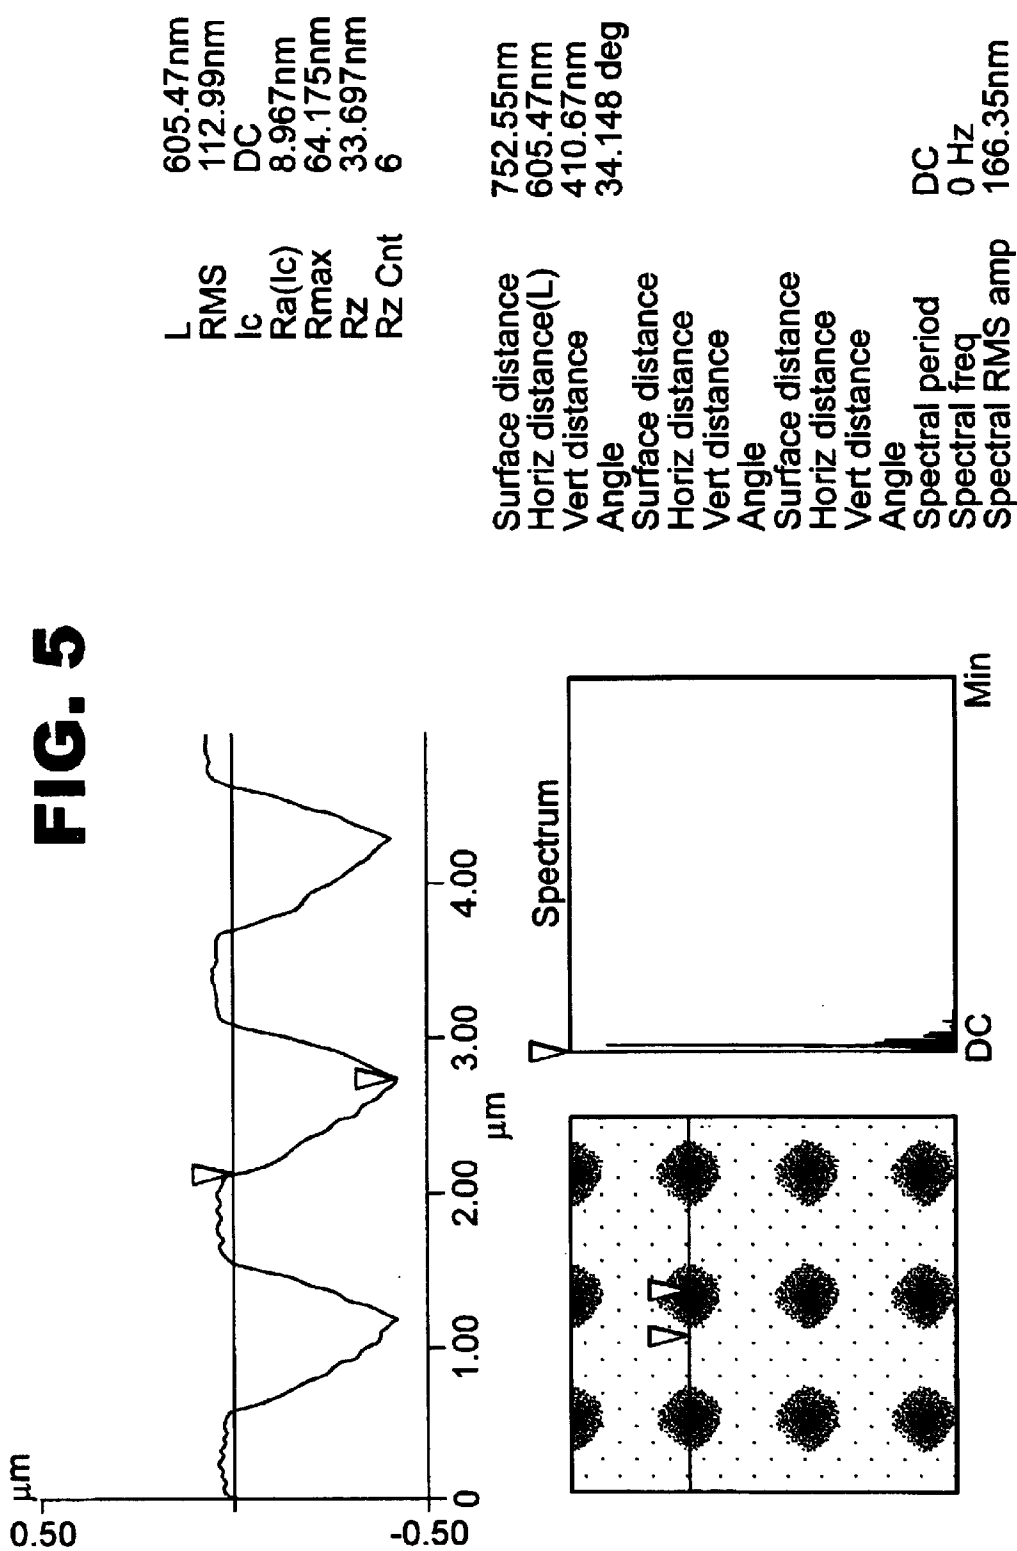 FIG. 5
µm
0.50
-0.50
0 1.00 2.00 3.00 4.00
µm
L 605.47nm
RMS 112.99nm
lc DC
Ra(lc) 8.967nm
Rmax 64.175nm
Rz 33.697nm
Rz Cnt 6
Spectrum
DC Min
Surface distance 752.55nm
Horiz distance(L) 605.47nm
Vert distance 410.67nm
Angle 34.148 deg
Surface distance
Horiz distance
Vert distance
Angle
Surface distance
Horiz distance
Vert distance
Angle
Spectral period DC
Spectral freq 0 Hz
Spectral RMS amp 166.35nm